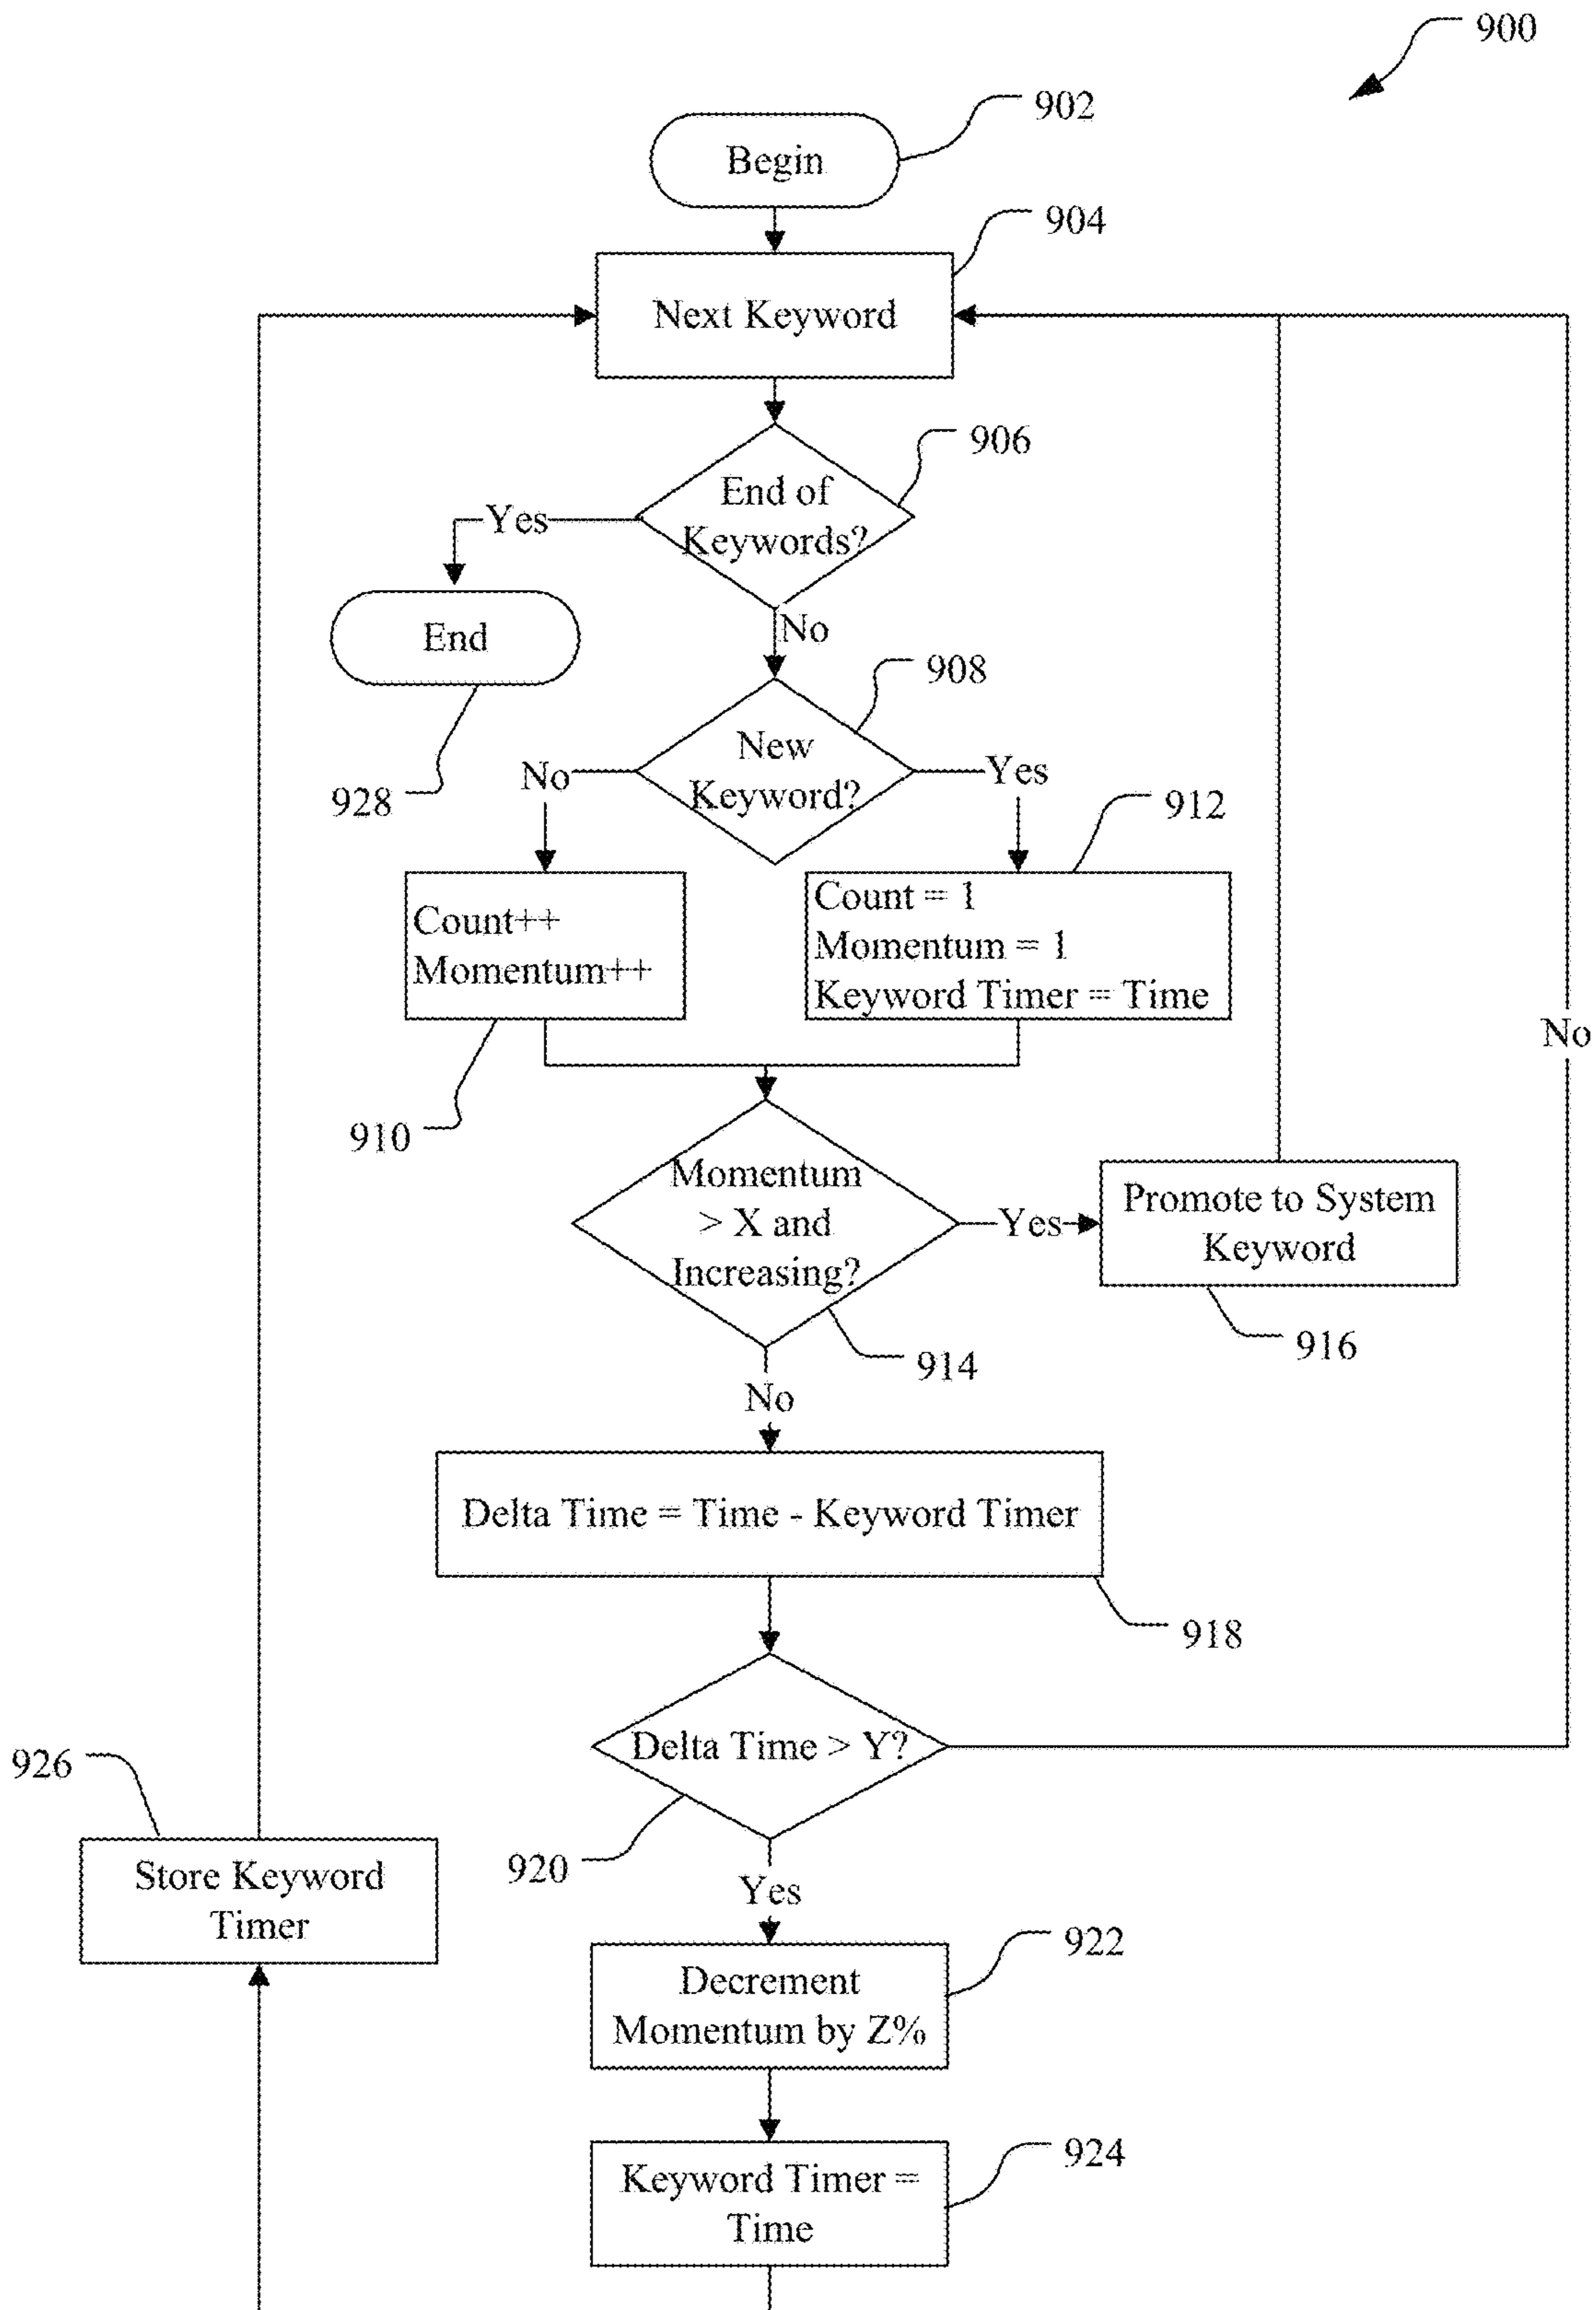 900
902
Begin
904
Next Keyword
906
End of
Keywords?
Yes
End
No
908
928
New
Keyword?
No
Yes
912
Count++
Momentum++
Count = 1
Momentum = 1
Keyword Timer = Time
No
910
Momentum
> X and
Increasing?
Yes
Promote to System
Keyword
916
914
No
Delta Time = Time - Keyword Timer
918
Delta Time > Y?
926
920
Store Keyword
Timer
Yes
922
Decrement
Momentum by Z%
924
Keyword Timer =
Time